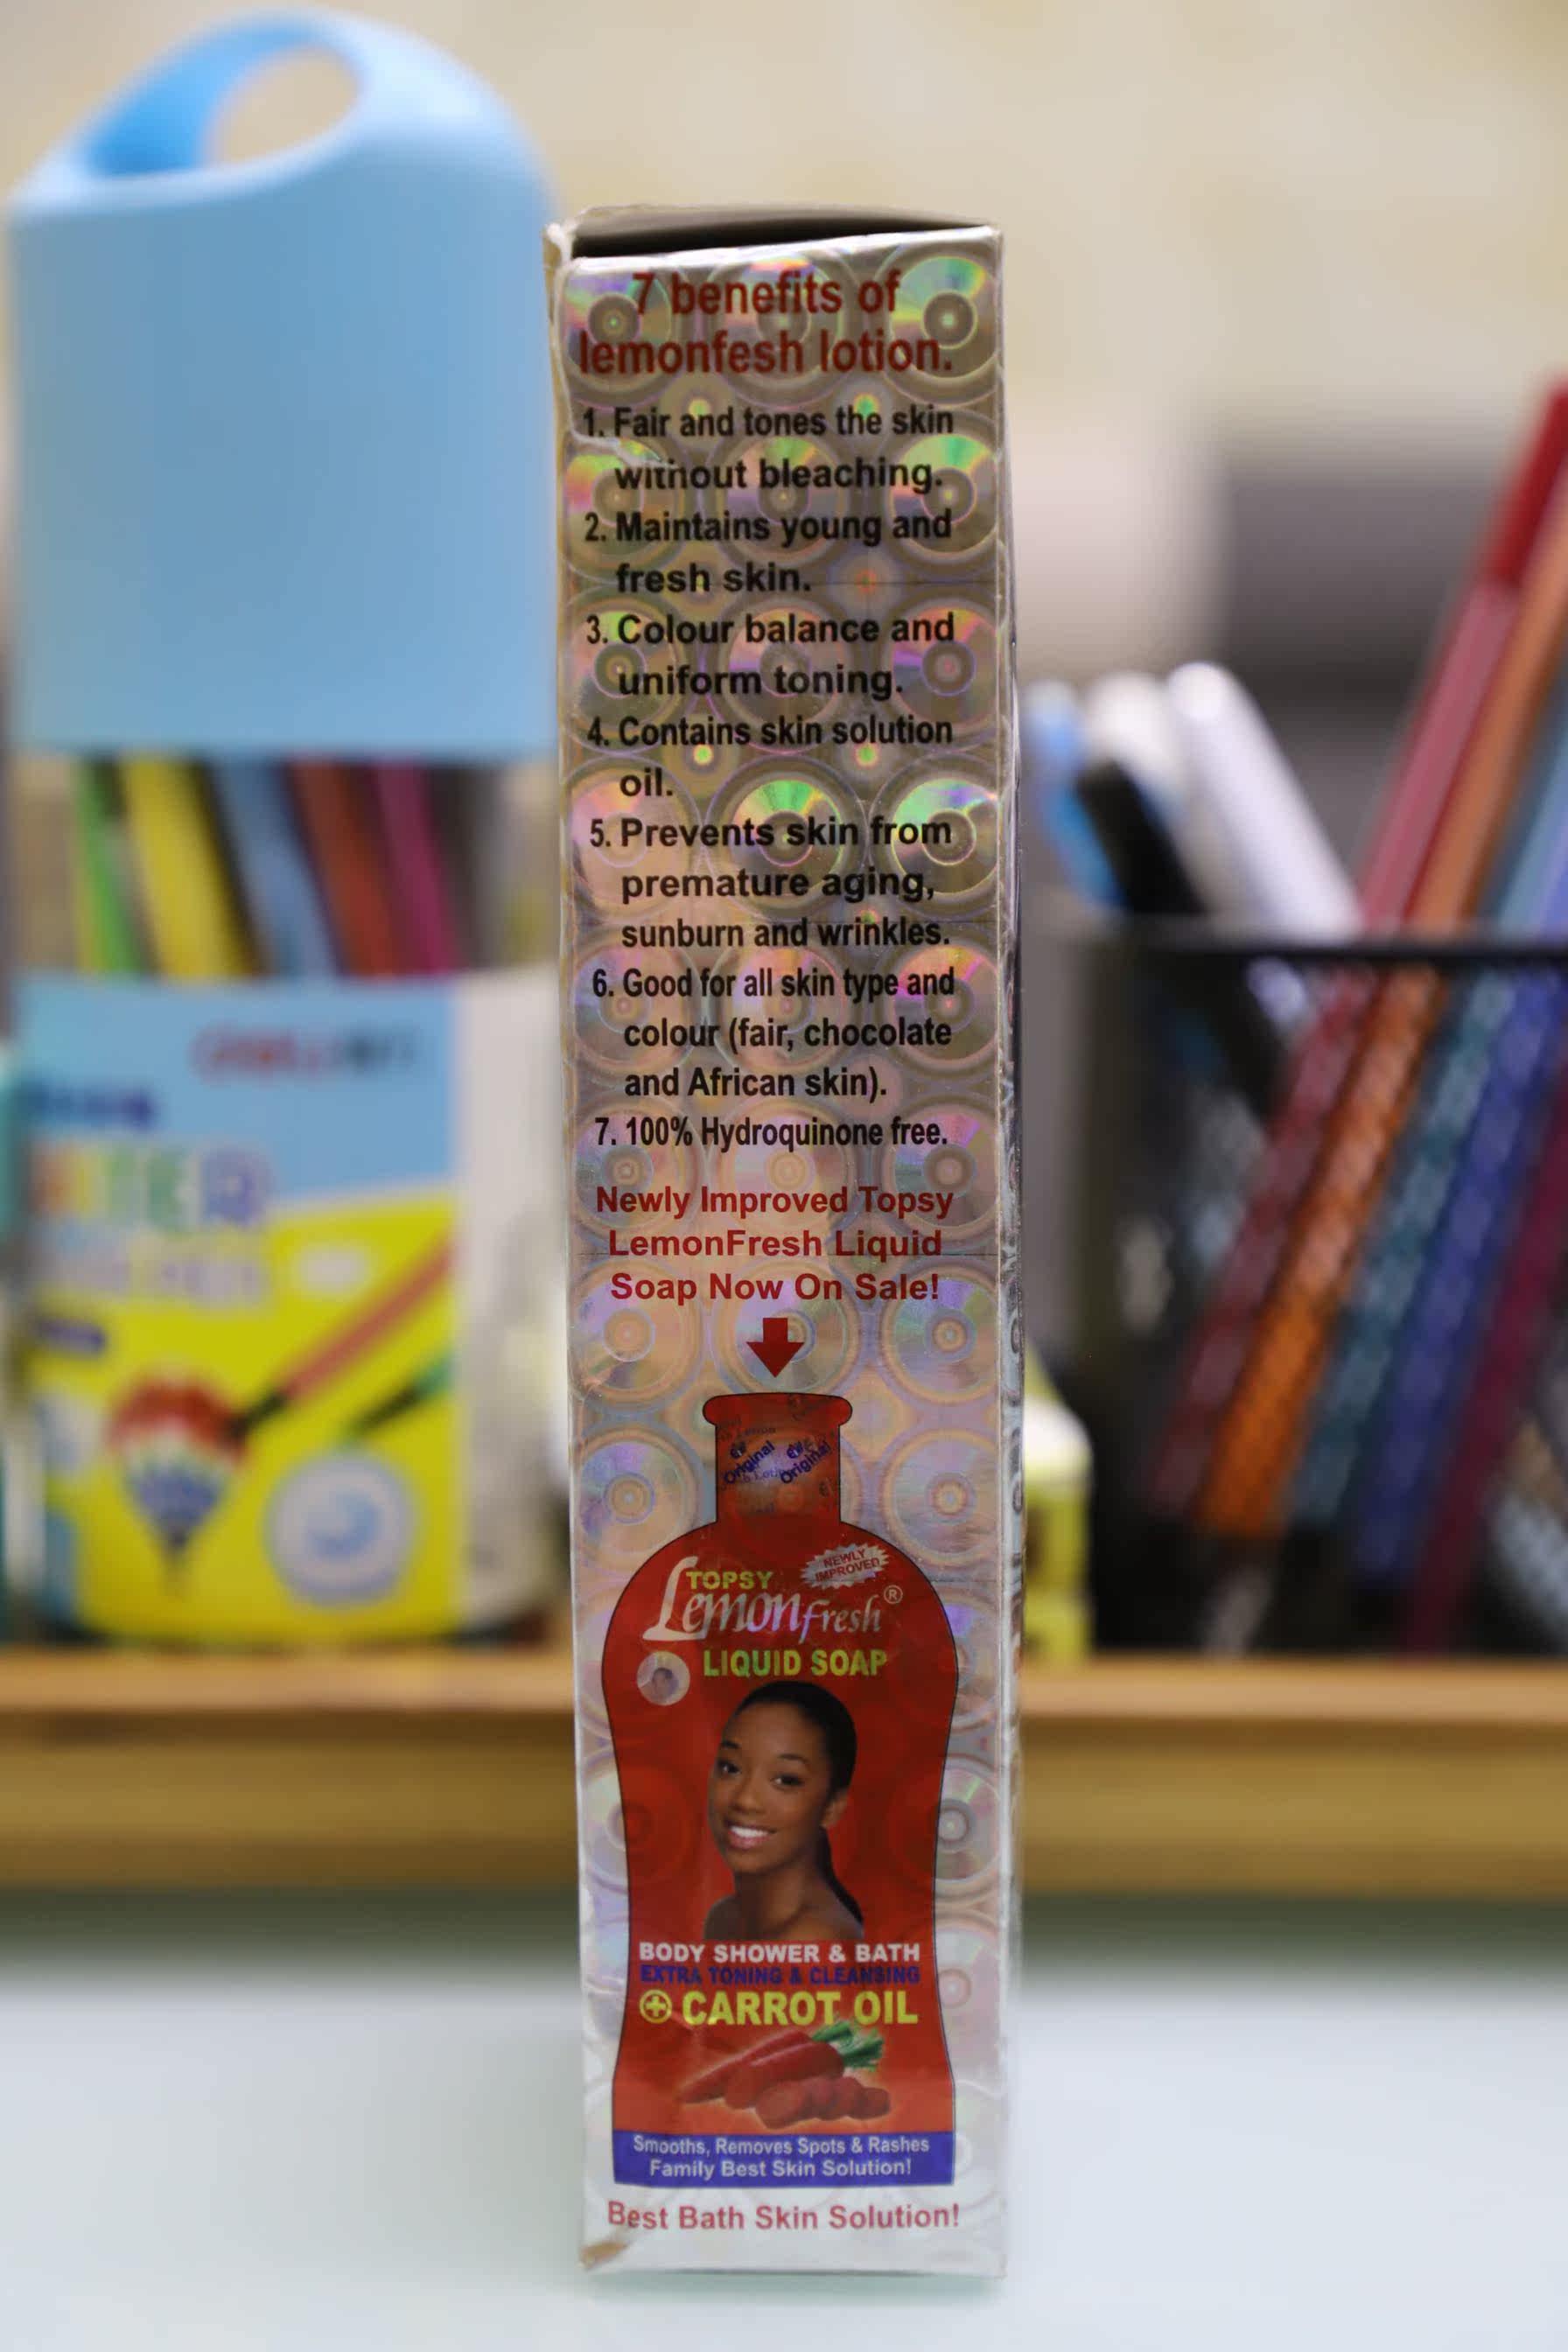 7 benefits of
lemonfesh lotion.
1. Fair and tones the skin
without bleaching.
2. Maintains young and
fresh skin.
3. Colour balance and
uniform toning.
4. Contains skin solution
oil.
5. Prevents skin from
premature aging,
sunburn and wrinkles.
6. Good for all skin type and
colour (fair, chocolate
and African skin).
7. 100% Hydroquinone free.
Newly Improved Topsy
LemonFresh Liquid
Soap Now On Sale!
Original Original
NEWLY
IMPROVED
TOPSY
Lemonfresh®
LIQUID SOAP
BODY SHOWER & BATH
EXTRA TONING & CLEANSING
CARROT OIL
Smooths, Removes Spots & Rashes
Family Best Skin Solution!
Best Bath Skin Solution!